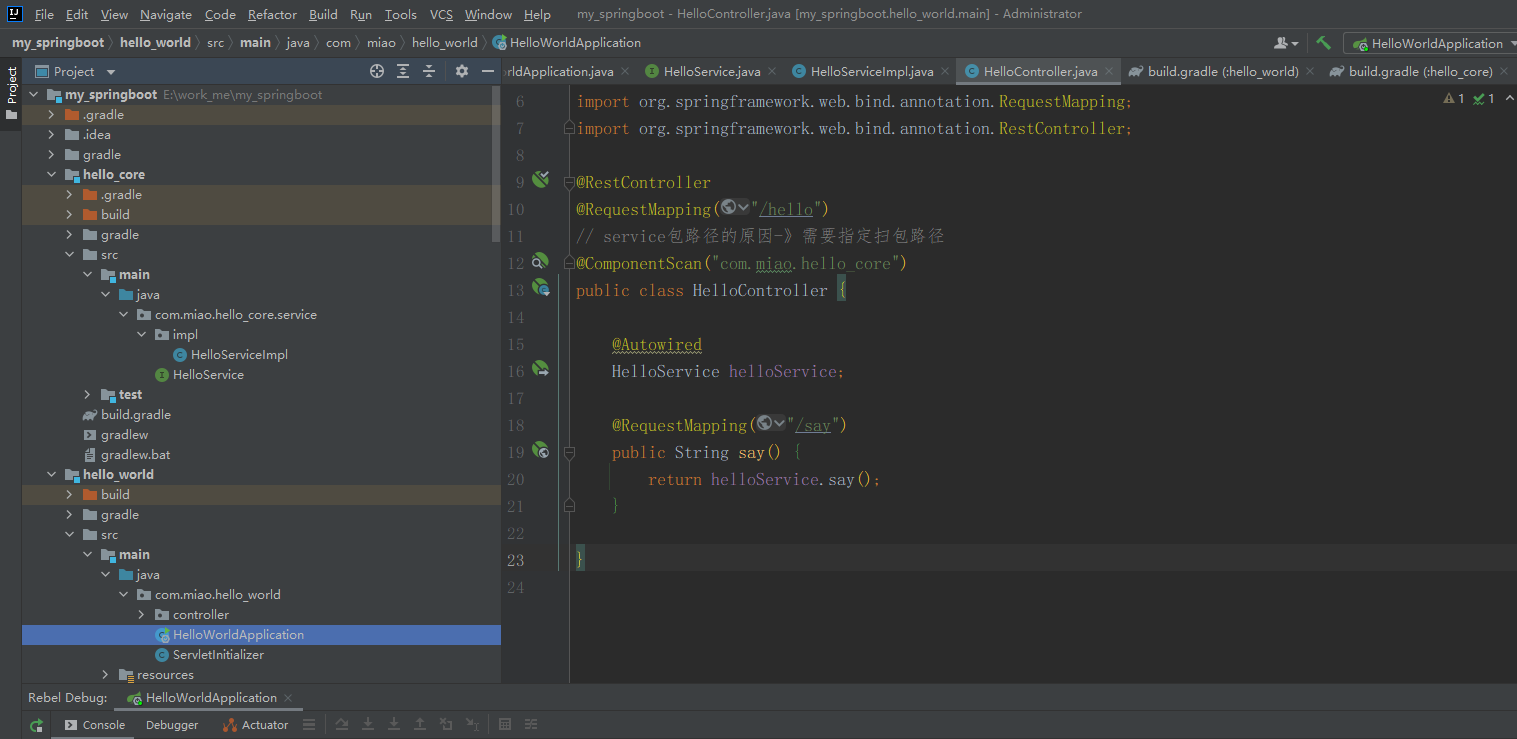 File Edit View Navigate Code Refactor Build Run Tools VCS Window Help my_springboot - HelloController.java [my_springboot.hello_world.main] - Administrator
my_springboot hello_world src main java com miao hello_world HelloWorldApplication HelloWorldApplication
Project
Project
rldApplication.java HelloService.java HelloServiceImpl.java HelloController.java build.gradle (:hello_world) build.gradle (:hello_core)
my_springboot E:\work_me\my_springboot
.gradle
.idea
gradle
hello_core
.gradle
build
gradle
src
main
java
com.miao.hello_core.service
impl
HelloServiceImpl
HelloService
test
build.gradle
gradlew
gradlew.bat
hello_world
build
gradle
src
main
java
com.miao.hello_world
controller
HelloWorldApplication
ServletInitializer
resources
1 1
6 import org.springframework.web.bind.annotation.RequestMapping;
7 import org.springframework.web.bind.annotation.RestController;
8
9 @RestController
10 @RequestMapping("/hello")
11 // service包路径的原因-》需要指定扫包路径
12 @ComponentScan("com.miao.hello_core")
13 public class HelloController {
14
15 @Autowired
16 HelloService helloService;
17
18 @RequestMapping("/say")
19 public String say() {
20 return helloService.say();
21 }
22
23 }
24
Rebel Debug: HelloWorldApplication
Console Debugger Actuator